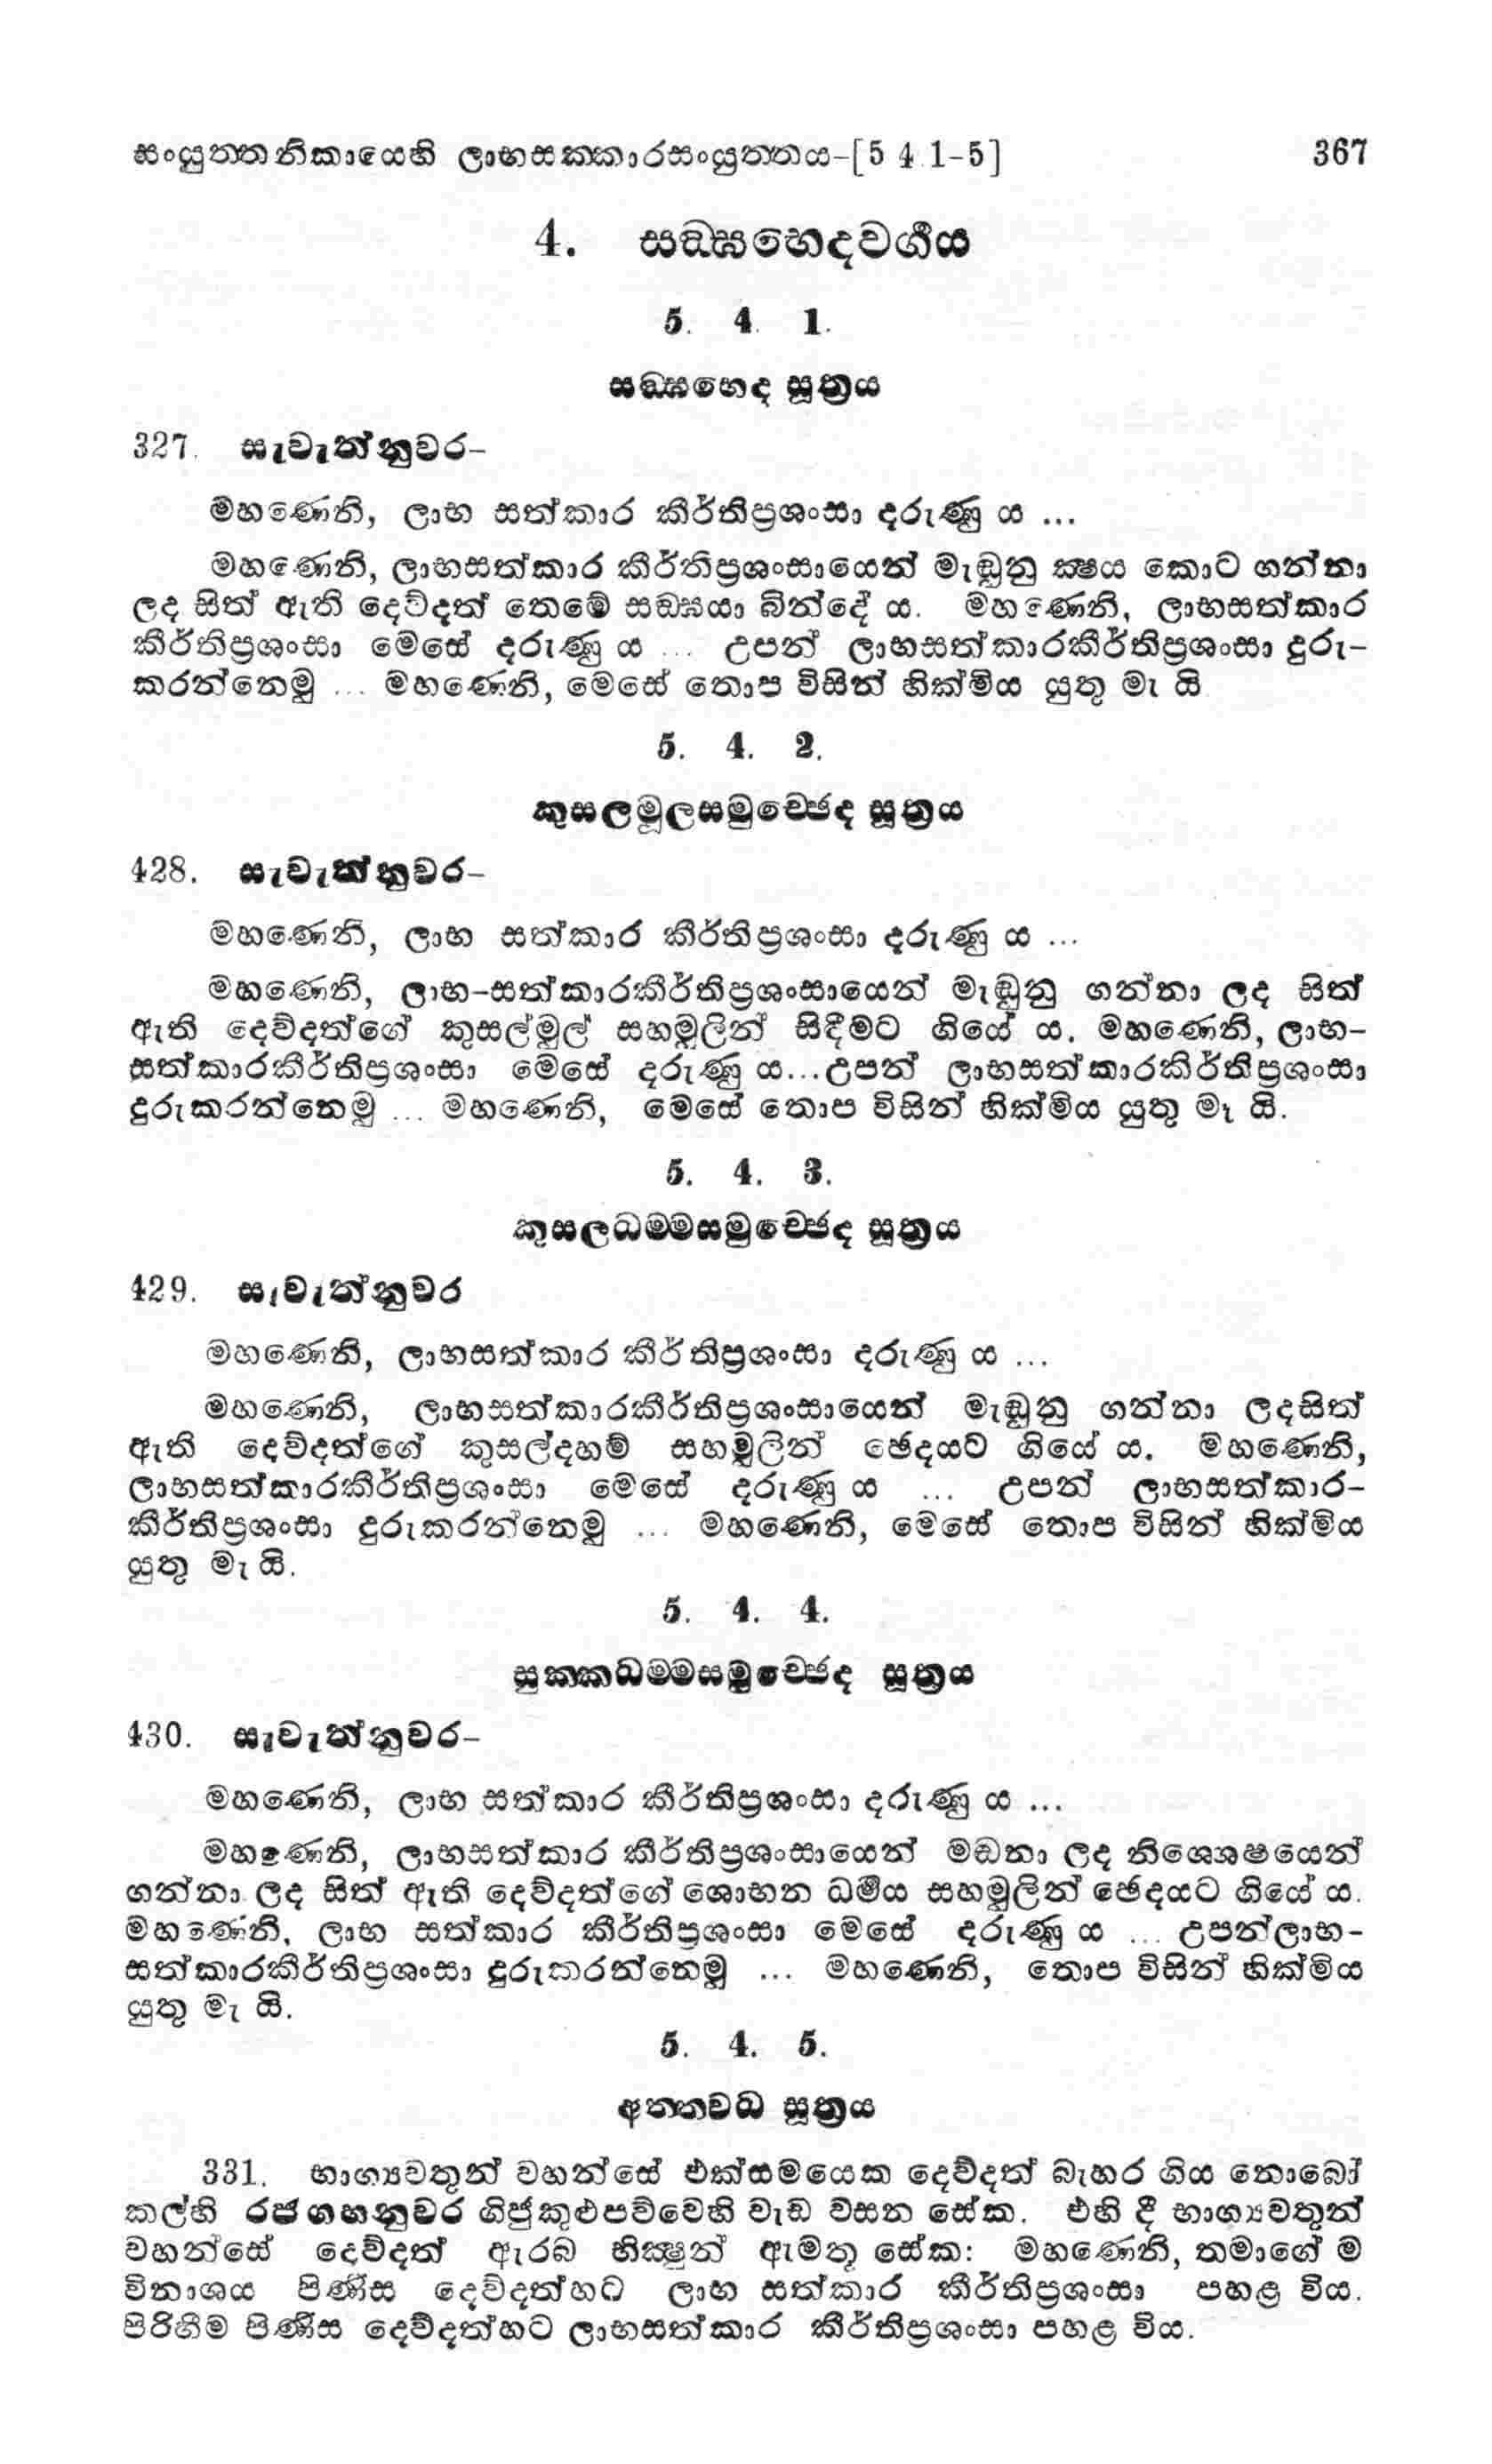 සංයුත්තනිකායෙහි ලාභසක්කාරසංයුත්තය-[5 4 1-5] 367
4. සඞ්ඝභෙදවර්ගය
5. 4. 1.
සඞ්ඝභෙද සූත්‍රය
327. සැවැත්නුවර-
මහණෙනි, ලාභ සත්කාර කීර්තිප්‍රශංසා දරුණු ය ...
මහණෙනි, ලාභසත්කාර කීර්තිප්‍රශංසායෙන් මැඬුනු ක්‍ෂය කොට ගන්නා
ලද සිත් ඇති දෙව්දත් තෙමේ සඞ්ඝයා බින්දේ ය. මහණෙනි, ලාභසත්කාර
කීර්තිප්‍රශංසා මෙසේ දරුණු ය ... උපන් ලාභසත්කාරකීර්තිප්‍රශංසා දුරු-
කරන්නෙමු ... මහණෙනි, මෙසේ තොප විසින් හික්මිය යුතු මැ යි
5. 4. 2.
කුසලමූලසමුච්ඡෙද සූත්‍රය
428. සැවැත්නුවර-
මහණෙනි, ලාභ සත්කාර කීර්තිප්‍රශංසා දරුණු ය ...
මහණෙනි, ලාභ-සත්කාරකීර්තිප්‍රශංසායෙන් මැඬුනු ගන්නා ලද සිත්
ඇති දෙව්දත්ගේ කුසල්මුල් සහමුලින් සිඳීමට ගියේ ය. මහණෙනි, ලාභ-
සත්කාරකීර්තිප්‍රශංසා මෙසේ දරුණු ය...උපන් ලාභසත්කාරකිර්තිප්‍රශංසා
දුරුකරන්නෙමු ... මහණෙනි, මෙසේ තොප විසින් හික්මිය යුතු මැ යි.
5. 4. 3.
කුසලධම්මසමුච්ඡෙද සූත්‍රය
429. සැවැත්නුවර
මහණෙනි, ලාභසත්කාර කීර්තිප්‍රශංසා දරුණු ය ...
මහණෙනි, ලාභසත්කාරකීර්තිප්‍රශංසායෙන් මැඬුනු ගන්නා ලදසිත්
ඇති දෙව්දත්ගේ කුසල්දහම් සහමුලින් ඡෙදයට ගියේ ය. මහණෙනි,
ලාභසත්කාරකීර්තිප්‍රශංසා මෙසේ දරුණු ය ... උපන් ලාභසත්කාර-
කීර්තිප්‍රශංසා දුරුකරන්නෙමු ... මහණෙනි, මෙසේ තොප විසින් හික්මිය
යුතු මැ යි.
5. 4. 4.
සුක්කධම්මසමුච්ඡෙද සූත්‍රය
430. සැවැත්නුවර-
මහණෙනි, ලාභ සත්කාර කීර්තිප්‍රශංසා දරුණු ය ...
මහණෙනි, ලාභසත්කාර කීර්තිප්‍රශංසායෙන් මඩනා ලද නිශ්ශෙෂයෙන්
ගන්නා ලද සිත් ඇති දෙව්දත්ගේ ශොභන ධර්මය සහමුලින් ඡෙදයට ගියේ ය.
මහණෙනි, ලාභ සත්කාර කීර්තිප්‍රශංසා මෙසේ දරුණු ය ... උපන්ලාභ-
සත්කාරකීර්තිප්‍රශංසා දුරුකරන්නෙමු ... මහණෙනි, තොප විසින් හික්මිය
යුතු මැ යි.
5. 4. 5.
අත්තවධ සූත්‍රය
331. භාග්‍යවතුන් වහන්සේ එක්සමයෙක දෙව්දත් බැහර ගිය නොබෝ
කල්හි රජගහනුවර ගිජුකුළුපව්වෙහි වැඩ වසන සේක. එහි දී භාග්‍යවතුන්
වහන්සේ දෙව්දත් ඇරබ භික්‍ෂූන් ඇමතූ සේක: මහණෙනි, තමාගේ ම
විනාශය පිණිස දෙව්දත්හට ලාභ සත්කාර කීර්තිප්‍රශංසා පහළ විය.
පිරිහීම පිණිස දෙව්දත්හට ලාභසත්කාර කීර්තිප්‍රශංසා පහළ විය.